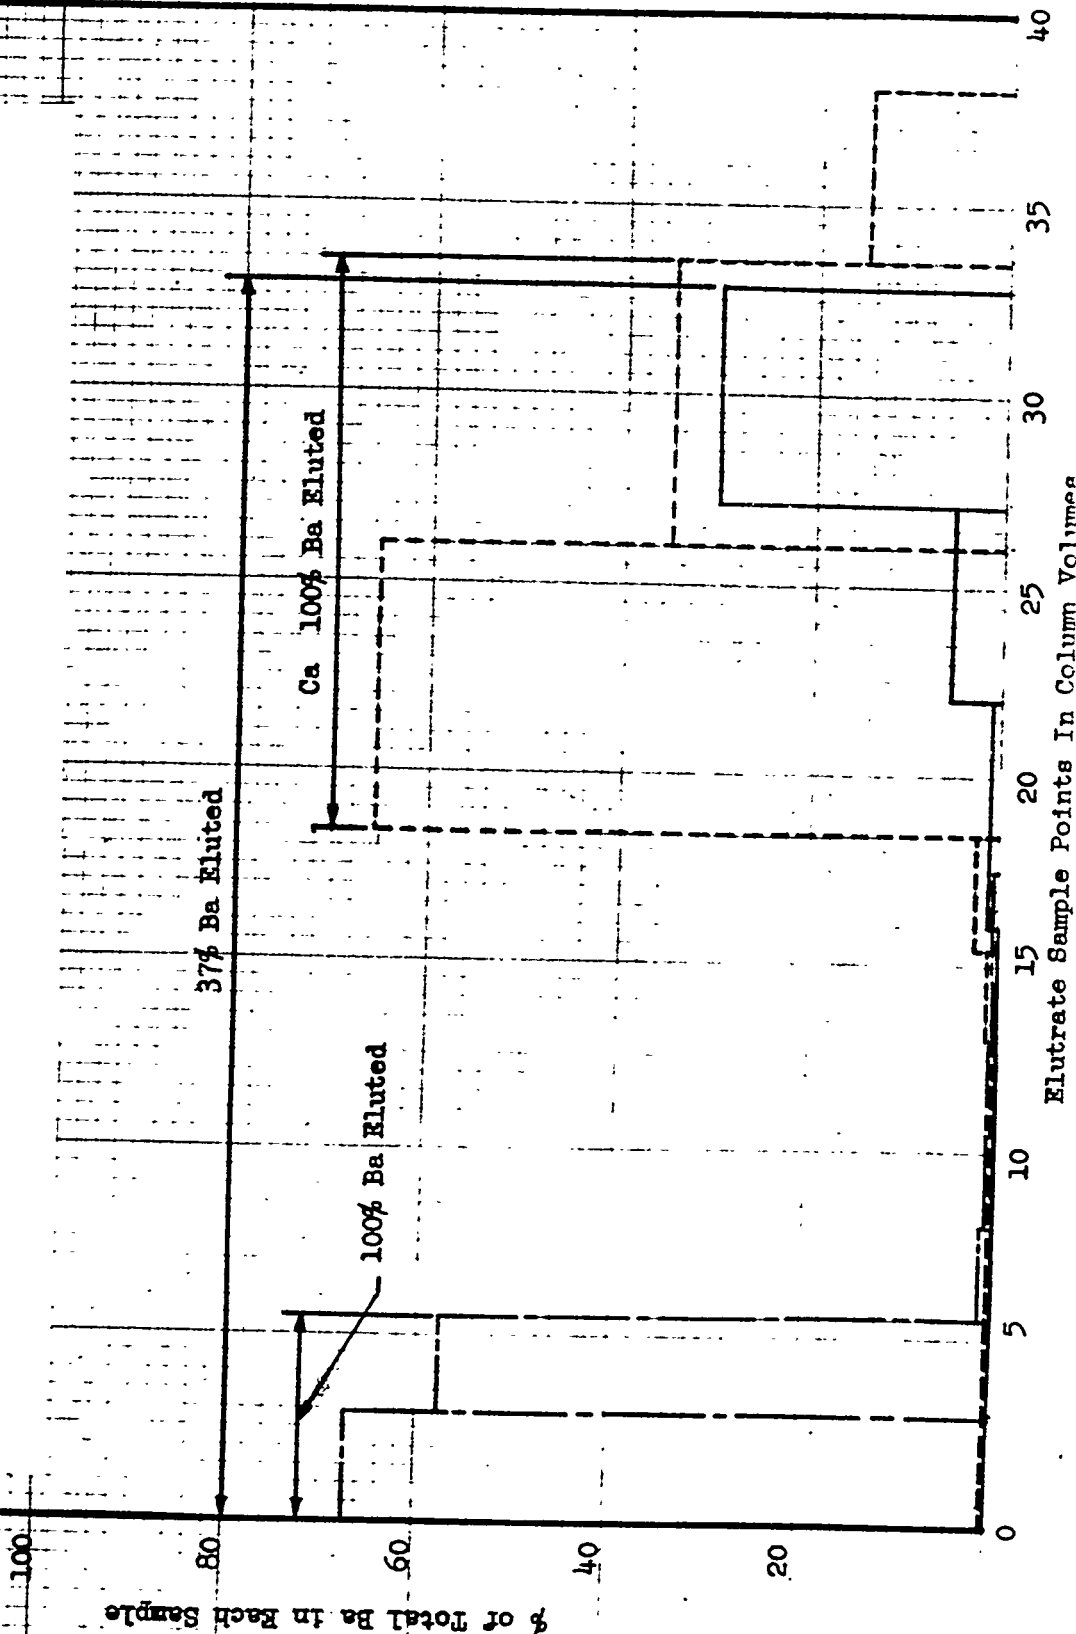 % of Total Ba in Each Sample
100
80
60
40
20
37% Ba Eluted
Ca 100% Ba Eluted
100% Ba Eluted
0
5
10
15
20
25
30
35
40
Elutrate Sample Points In Column Volumes